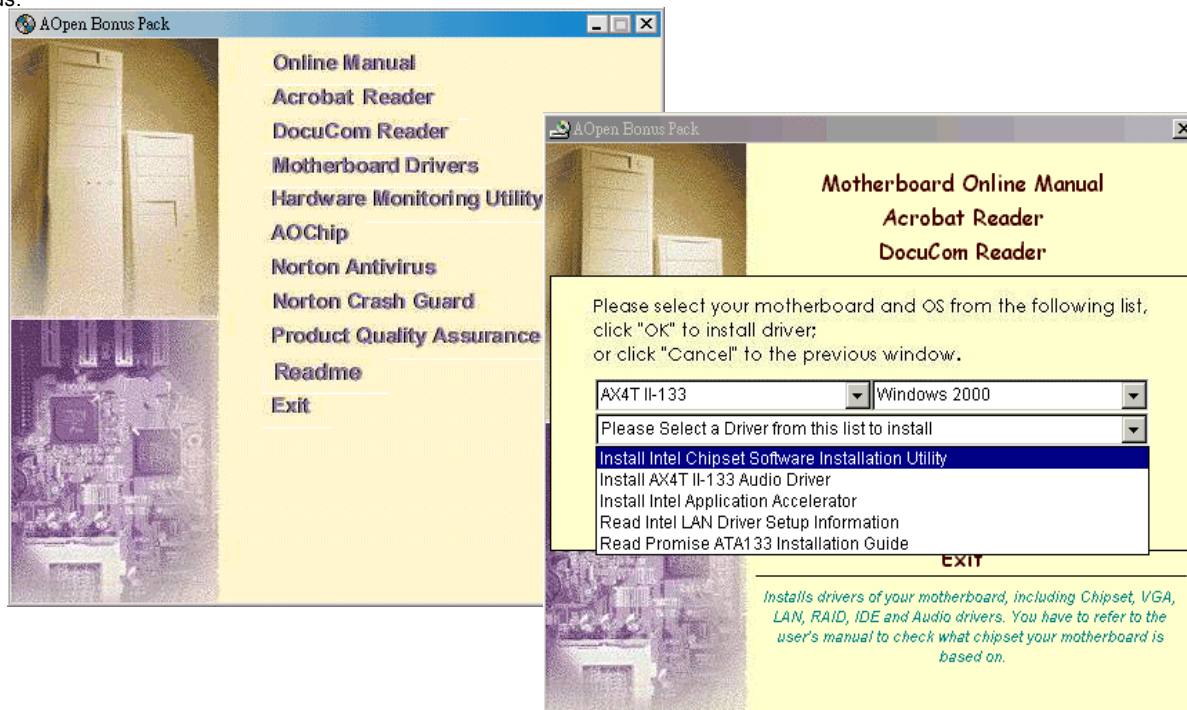 us.
AOpen Bonus Pack
Online Manual
Acrobat Reader
DocuCom Reader
Motherboard Drivers
Hardware Monitoring Utility
AOChip
Norton Antivirus
Norton Crash Guard
Product Quality Assurance
Readme
Exit
AOpen Bonus Pack
Motherboard Online Manual
Acrobat Reader
DocuCom Reader
Please select your motherboard and OS from the following list,
click "OK" to install driver;
or click "Cancel" to the previous window.
AX4T II-133 Windows 2000
Please Select a Driver from this list to install
Install Intel Chipset Software Installation Utility
Install AX4T II-133 Audio Driver
Install Intel Application Accelerator
Read Intel LAN Driver Setup Information
Read Promise ATA133 Installation Guide
Exit
Installs drivers of your motherboard, including Chipset, VGA,
LAN, RAID, IDE and Audio drivers. You have to refer to the
user's manual to check what chipset your motherboard is
based on.